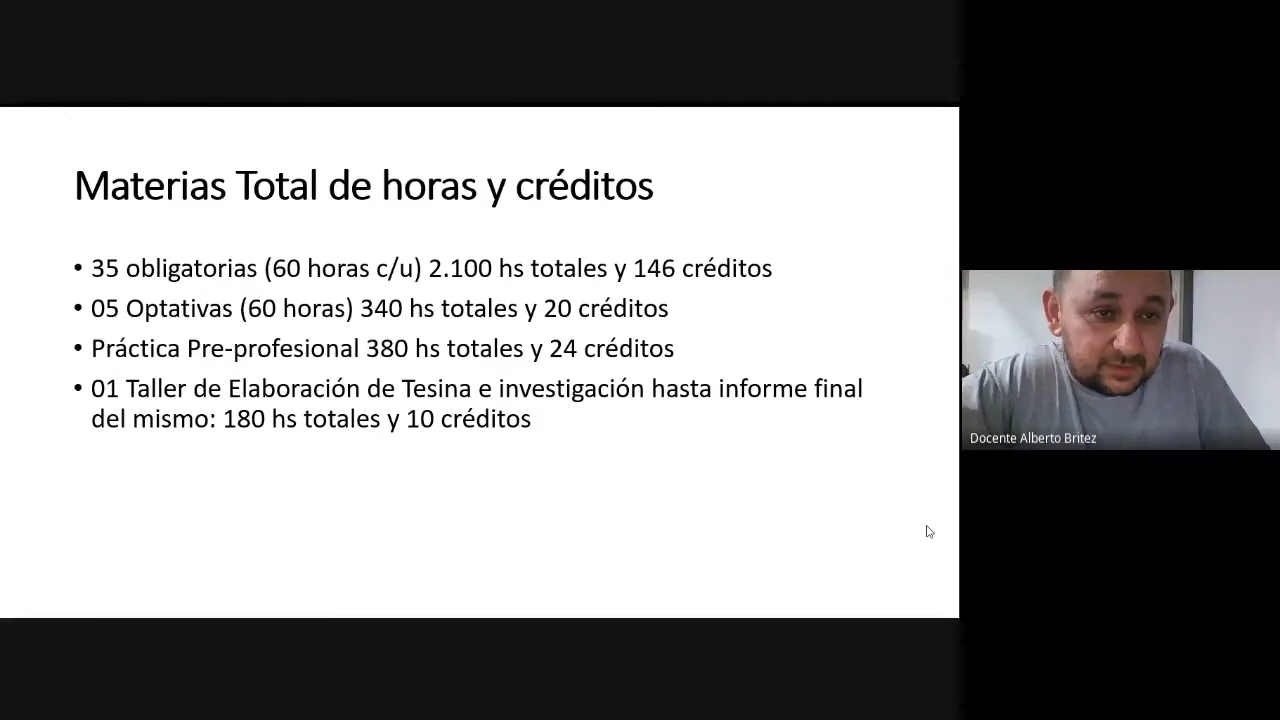 Materias Total de horas y créditos
• 35 obligatorias (60 horas c/u) 2.100 hs totales y 146 créditos
• 05 Optativas (60 horas) 340 hs totales y 20 créditos
• Práctica Pre-profesional 380 hs totales y 24 créditos
• 01 Taller de Elaboración de Tesina e investigación hasta informe final
del mismo: 180 hs totales y 10 créditos
Docente Alberto Britez